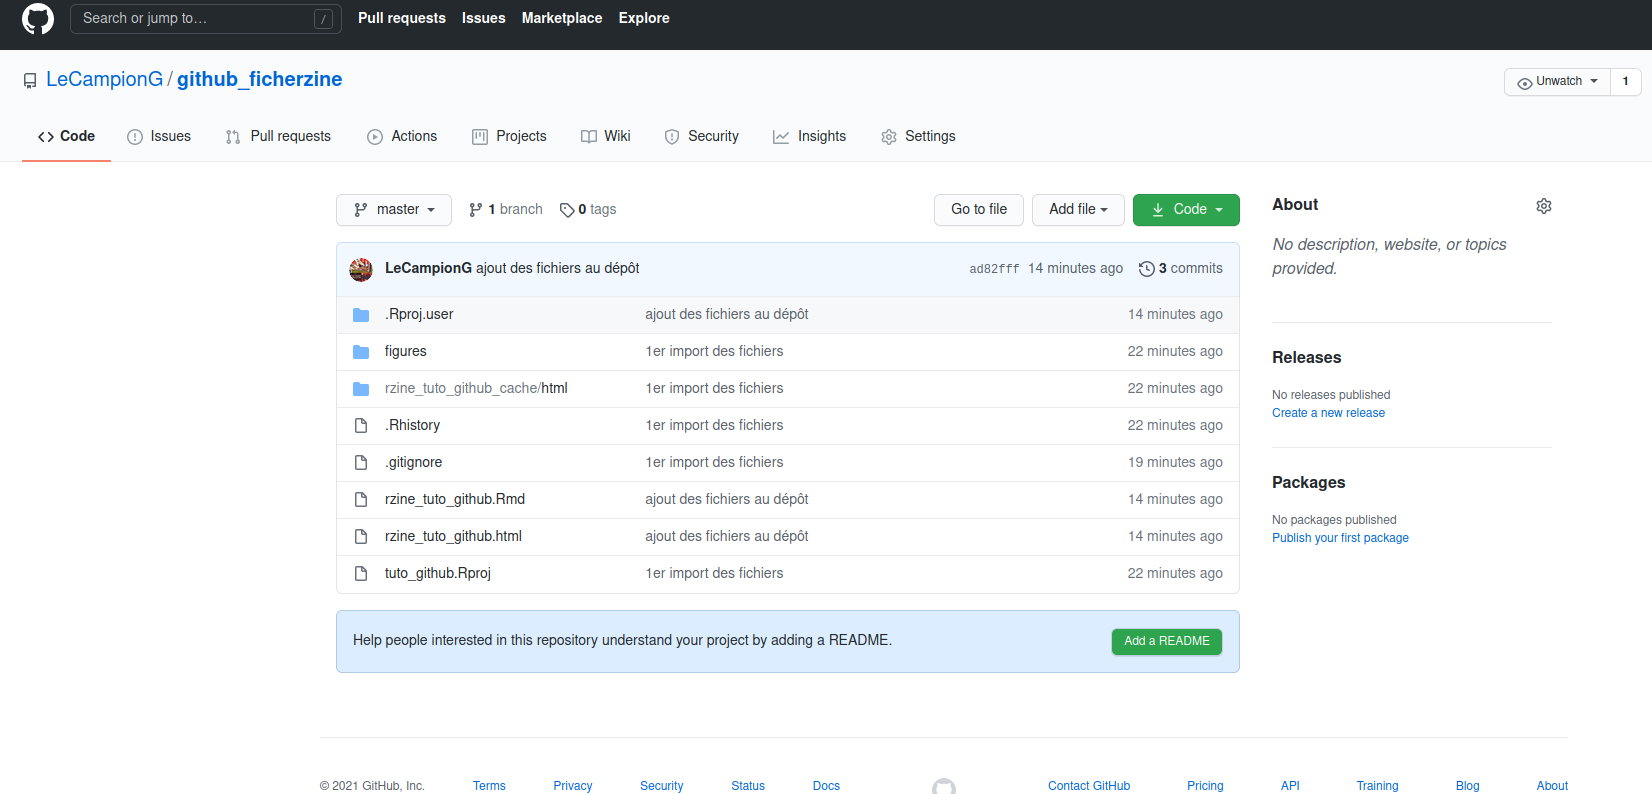 Search or jump to… /
Pull requests Issues Marketplace Explore
LeCampionG / github_ficherzine
Unwatch 1
Code Issues Pull requests Actions Projects Wiki Security Insights Settings
master 1 branch 0 tags Go to file Add file Code
LeCampionG ajout des fichiers au dépôt ad82fff 14 minutes ago 3 commits
.Rproj.user ajout des fichiers au dépôt 14 minutes ago
figures 1er import des fichiers 22 minutes ago
rzine_tuto_github_cache/html 1er import des fichiers 22 minutes ago
.Rhistory 1er import des fichiers 22 minutes ago
.gitignore 1er import des fichiers 19 minutes ago
rzine_tuto_github.Rmd ajout des fichiers au dépôt 14 minutes ago
rzine_tuto_github.html ajout des fichiers au dépôt 14 minutes ago
tuto_github.Rproj 1er import des fichiers 22 minutes ago
Help people interested in this repository understand your project by adding a README. Add a README
About
No description, website, or topics
provided.
Releases
No releases published
Create a new release
Packages
No packages published
Publish your first package
© 2021 GitHub, Inc. Terms Privacy Security Status Docs Contact GitHub Pricing API Training Blog About